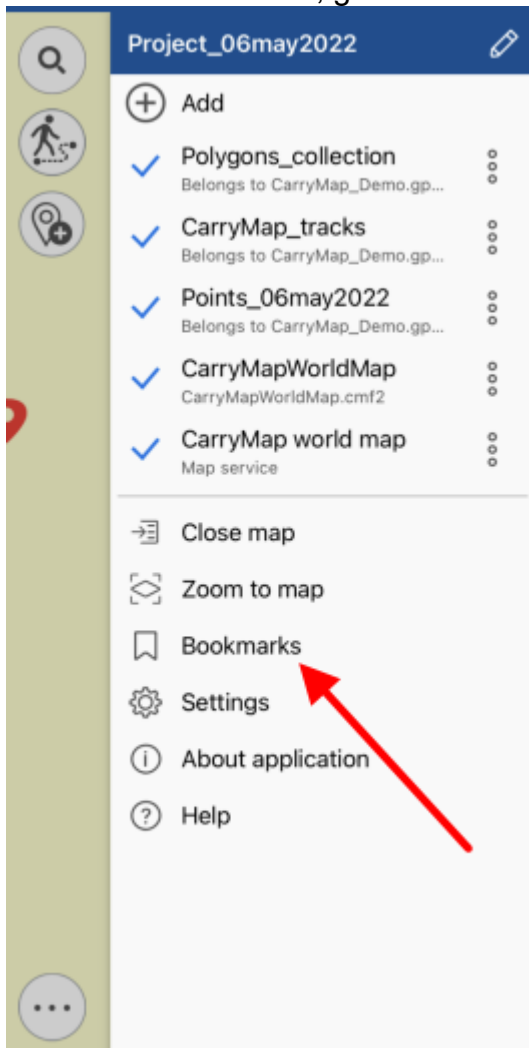 Project_06may2022
Add
Polygons_collection
Belongs to CarryMap_Demo.gp...
CarryMap_tracks
Belongs to CarryMap_Demo.gp...
Points_06may2022
Belongs to CarryMap_Demo.gp...
CarryMapWorldMap
CarryMapWorldMap.cmf2
CarryMap world map
Map service
Close map
Zoom to map
Bookmarks
Settings
About application
Help